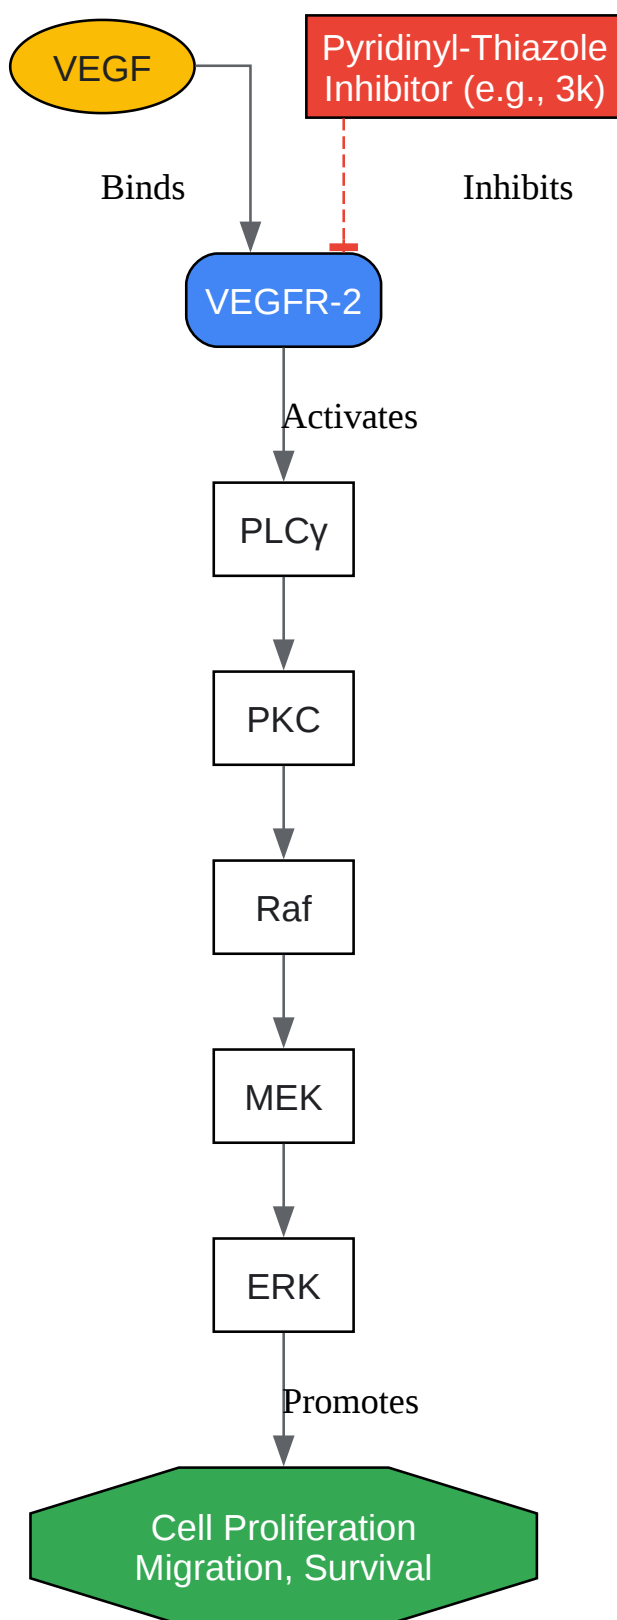 VEGF
Pyridinyl-Thiazole
Inhibitor (e.g., 3k)
Binds
Inhibits
VEGFR-2
Activates
PLCγ
PKC
Raf
MEK
ERK
Promotes
Cell Proliferation
Migration, Survival